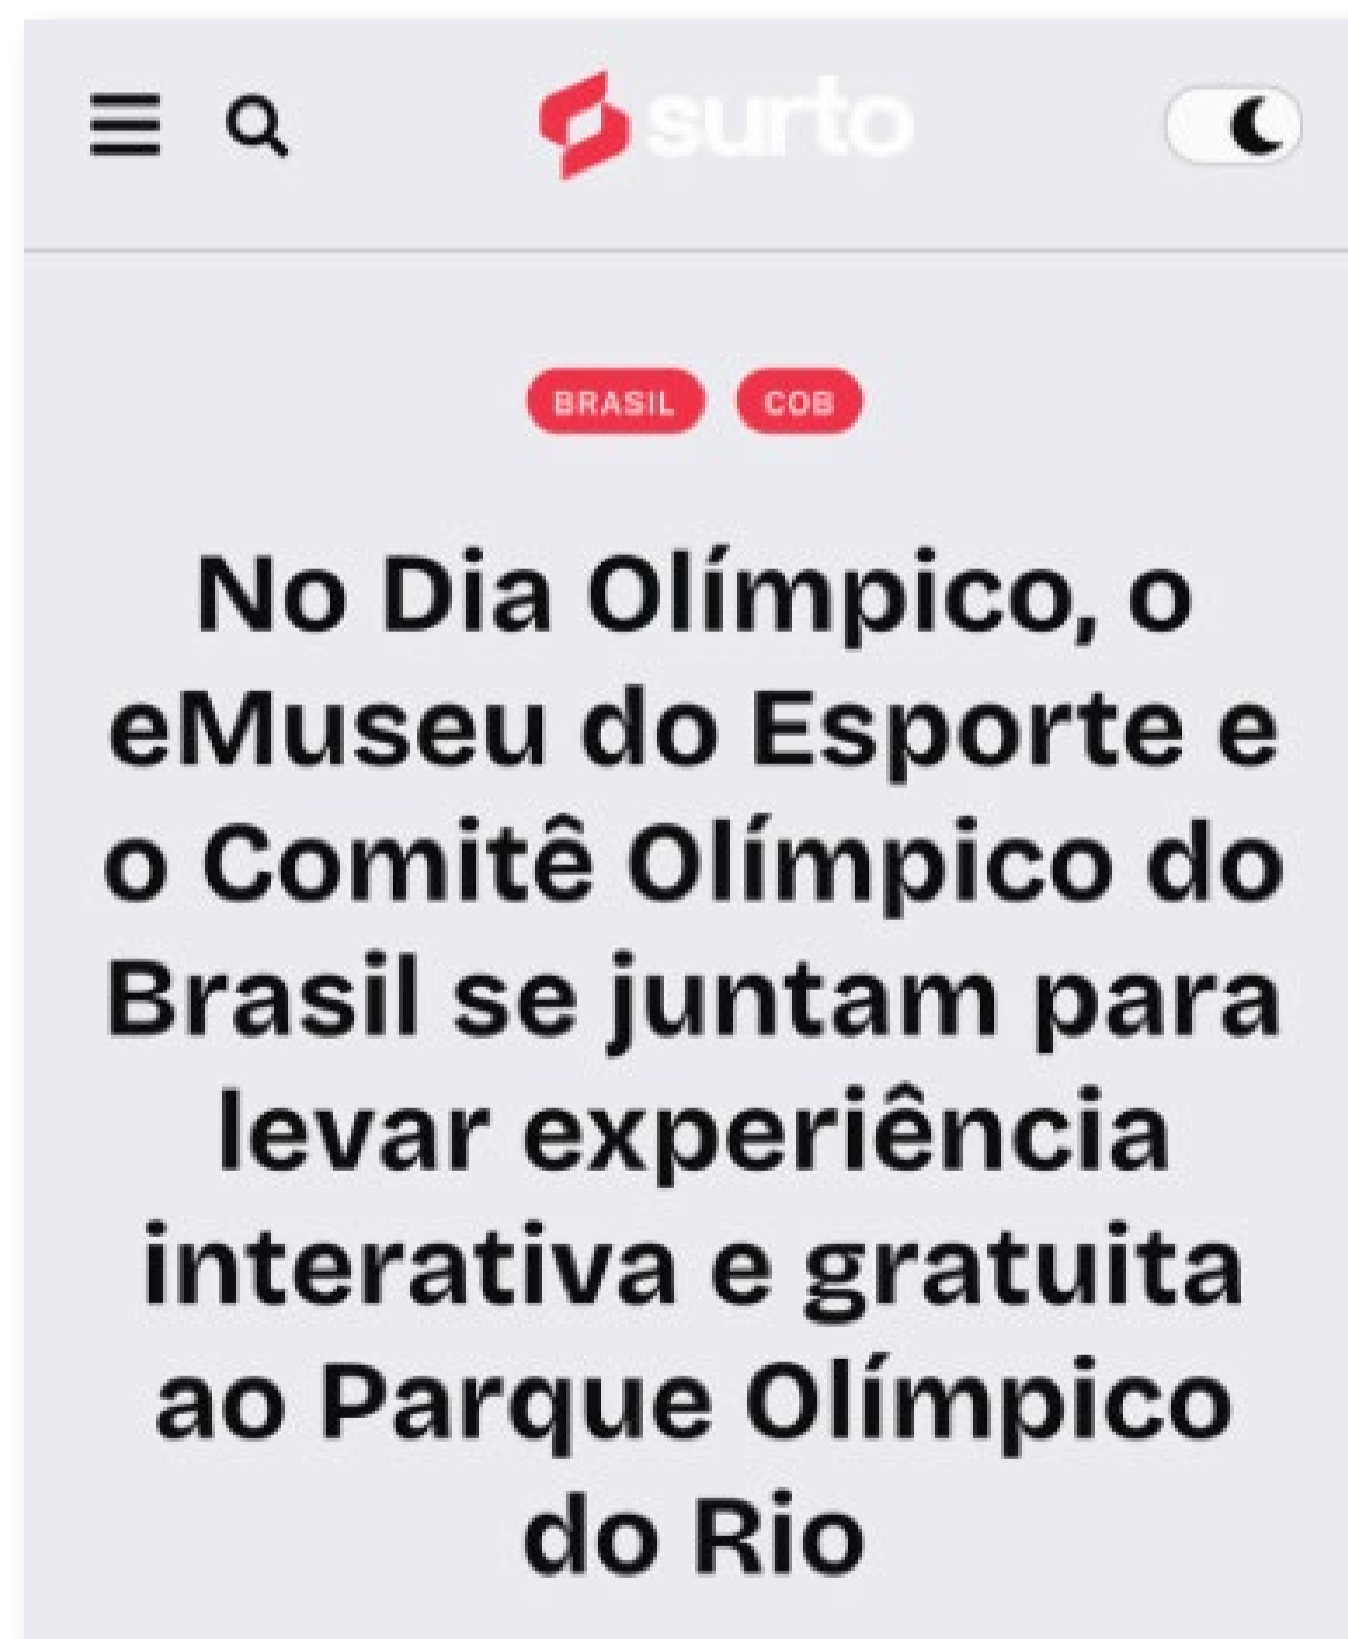 surto
BRASIL COB
No Dia Olímpico, o
eMuseu do Esporte e
o Comitê Olímpico do
Brasil se juntam para
levar experiência
interativa e gratuita
ao Parque Olímpico
do Rio